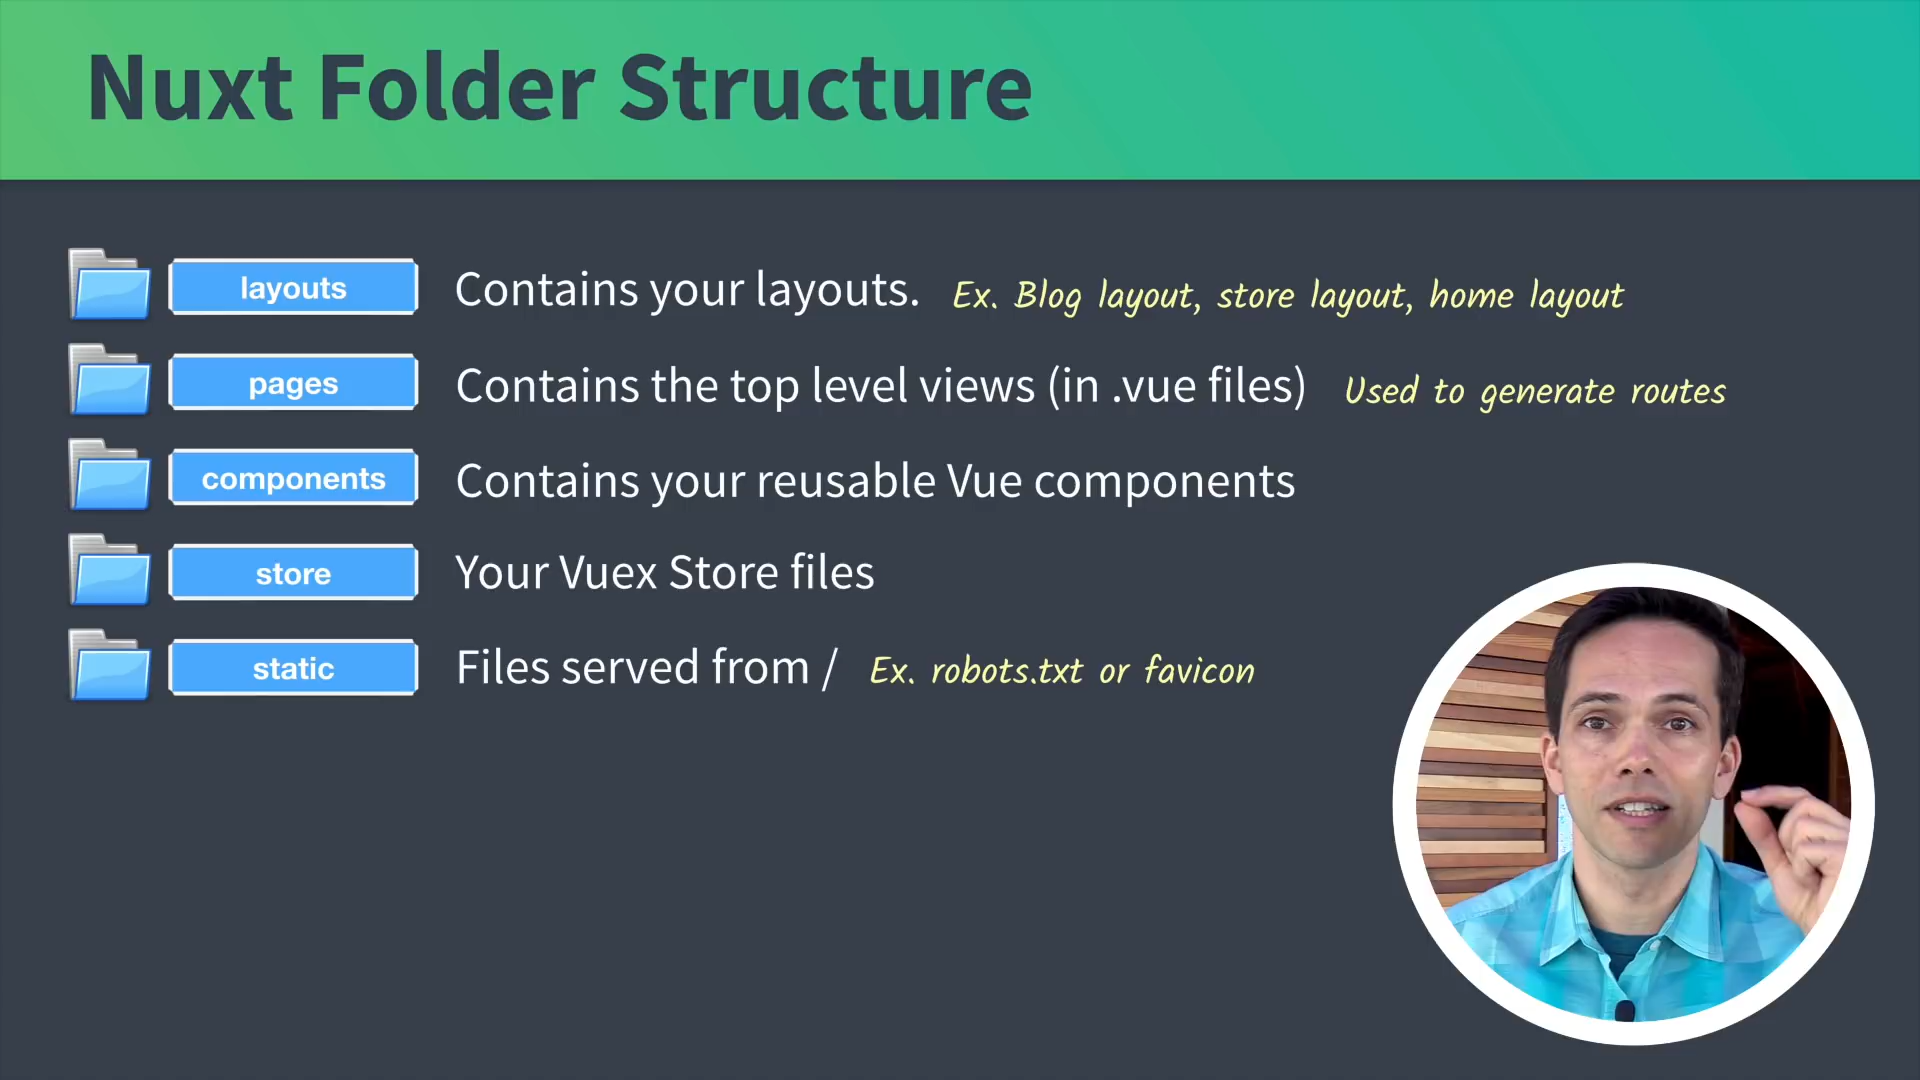 Nuxt Folder Structure
layouts Contains your layouts. Ex. Blog layout, store layout, home layout
pages Contains the top level views (in .vue files) Used to generate routes
components Contains your reusable Vue components
store Your Vuex Store files
static Files served from / Ex. robots.txt or favicon